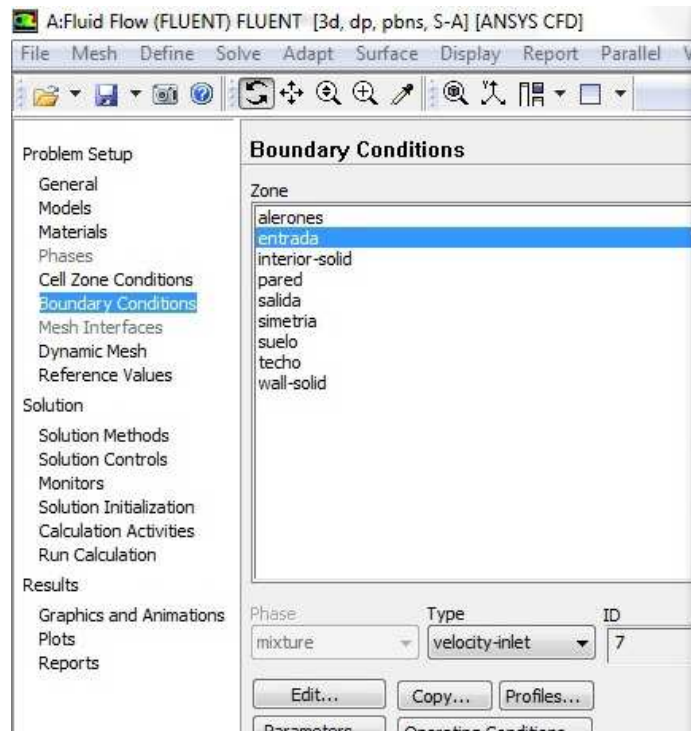 A:Fluid Flow (FLUENT) FLUENT [3d, dp, pbns, S-A] [ANSYS CFD]
File Mesh Define Solve Adapt Surface Display Report Parallel
Problem Setup
General
Models
Materials
Phases
Cell Zone Conditions
Boundary Conditions
Mesh Interfaces
Dynamic Mesh
Reference Values
Solution
Solution Methods
Solution Controls
Monitors
Solution Initialization
Calculation Activities
Run Calculation
Results
Graphics and Animations
Plots
Reports
Boundary Conditions
Zone
alerones
entrada
interior-solid
pared
salida
simetria
suelo
techo
wall-solid
Phase Type ID
mixture velocity-inlet 7
Edit... Copy... Profiles...
Parameters... Operating Conditions...